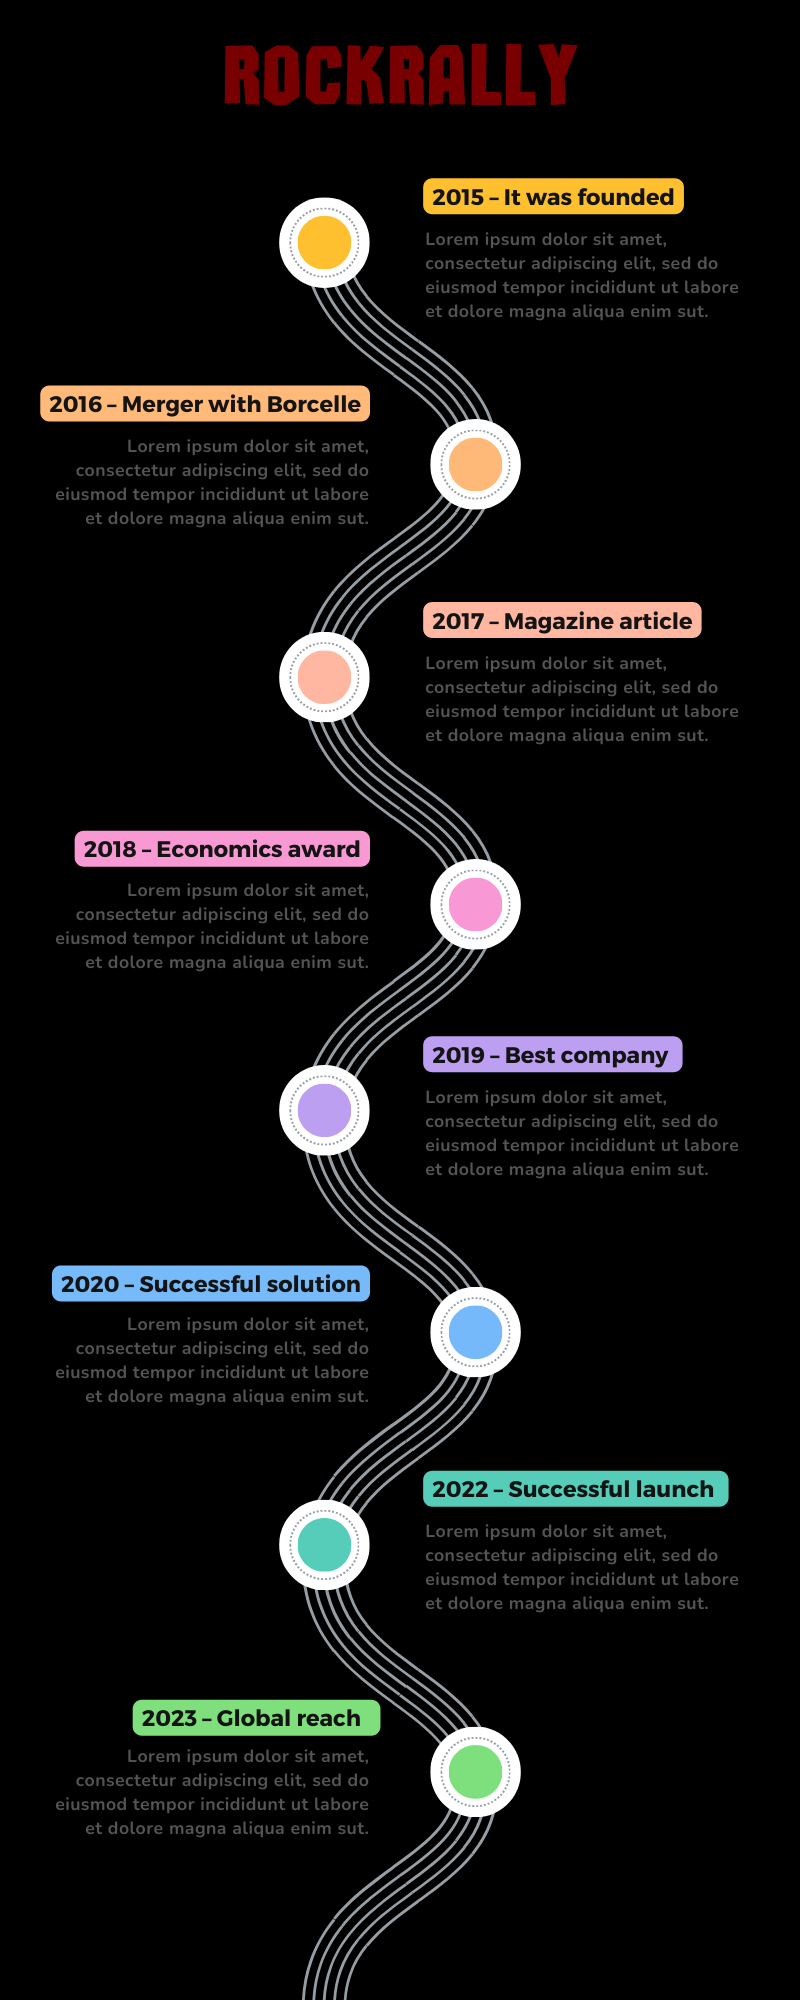 ROCKRALLY
2015 – It was founded
Lorem ipsum dolor sit amet,
consectetur adipiscing elit, sed do
eiusmod tempor incididunt ut labore
et dolore magna aliqua enim sut.
2016 – Merger with Borcelle
Lorem ipsum dolor sit amet,
consectetur adipiscing elit, sed do
eiusmod tempor incididunt ut labore
et dolore magna aliqua enim sut.
2017 – Magazine article
Lorem ipsum dolor sit amet,
consectetur adipiscing elit, sed do
eiusmod tempor incididunt ut labore
et dolore magna aliqua enim sut.
2018 – Economics award
Lorem ipsum dolor sit amet,
consectetur adipiscing elit, sed do
eiusmod tempor incididunt ut labore
et dolore magna aliqua enim sut.
2019 – Best company
Lorem ipsum dolor sit amet,
consectetur adipiscing elit, sed do
eiusmod tempor incididunt ut labore
et dolore magna aliqua enim sut.
2020 – Successful solution
Lorem ipsum dolor sit amet,
consectetur adipiscing elit, sed do
eiusmod tempor incididunt ut labore
et dolore magna aliqua enim sut.
2022 – Successful launch
Lorem ipsum dolor sit amet,
consectetur adipiscing elit, sed do
eiusmod tempor incididunt ut labore
et dolore magna aliqua enim sut.
2023 – Global reach
Lorem ipsum dolor sit amet,
consectetur adipiscing elit, sed do
eiusmod tempor incididunt ut labore
et dolore magna aliqua enim sut.